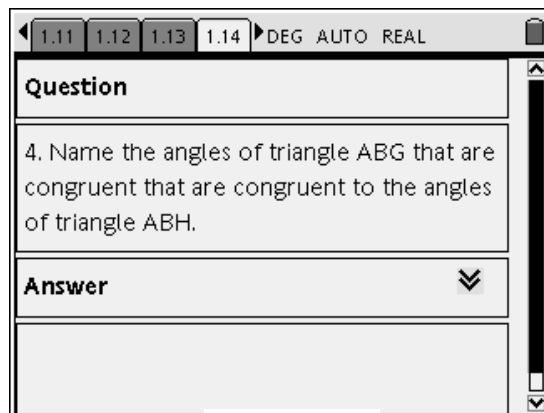 1.11 1.12 1.13 1.14 DEG AUTO REAL
Question
4. Name the angles of triangle ABG that are
congruent that are congruent to the angles
of triangle ABH.
Answer